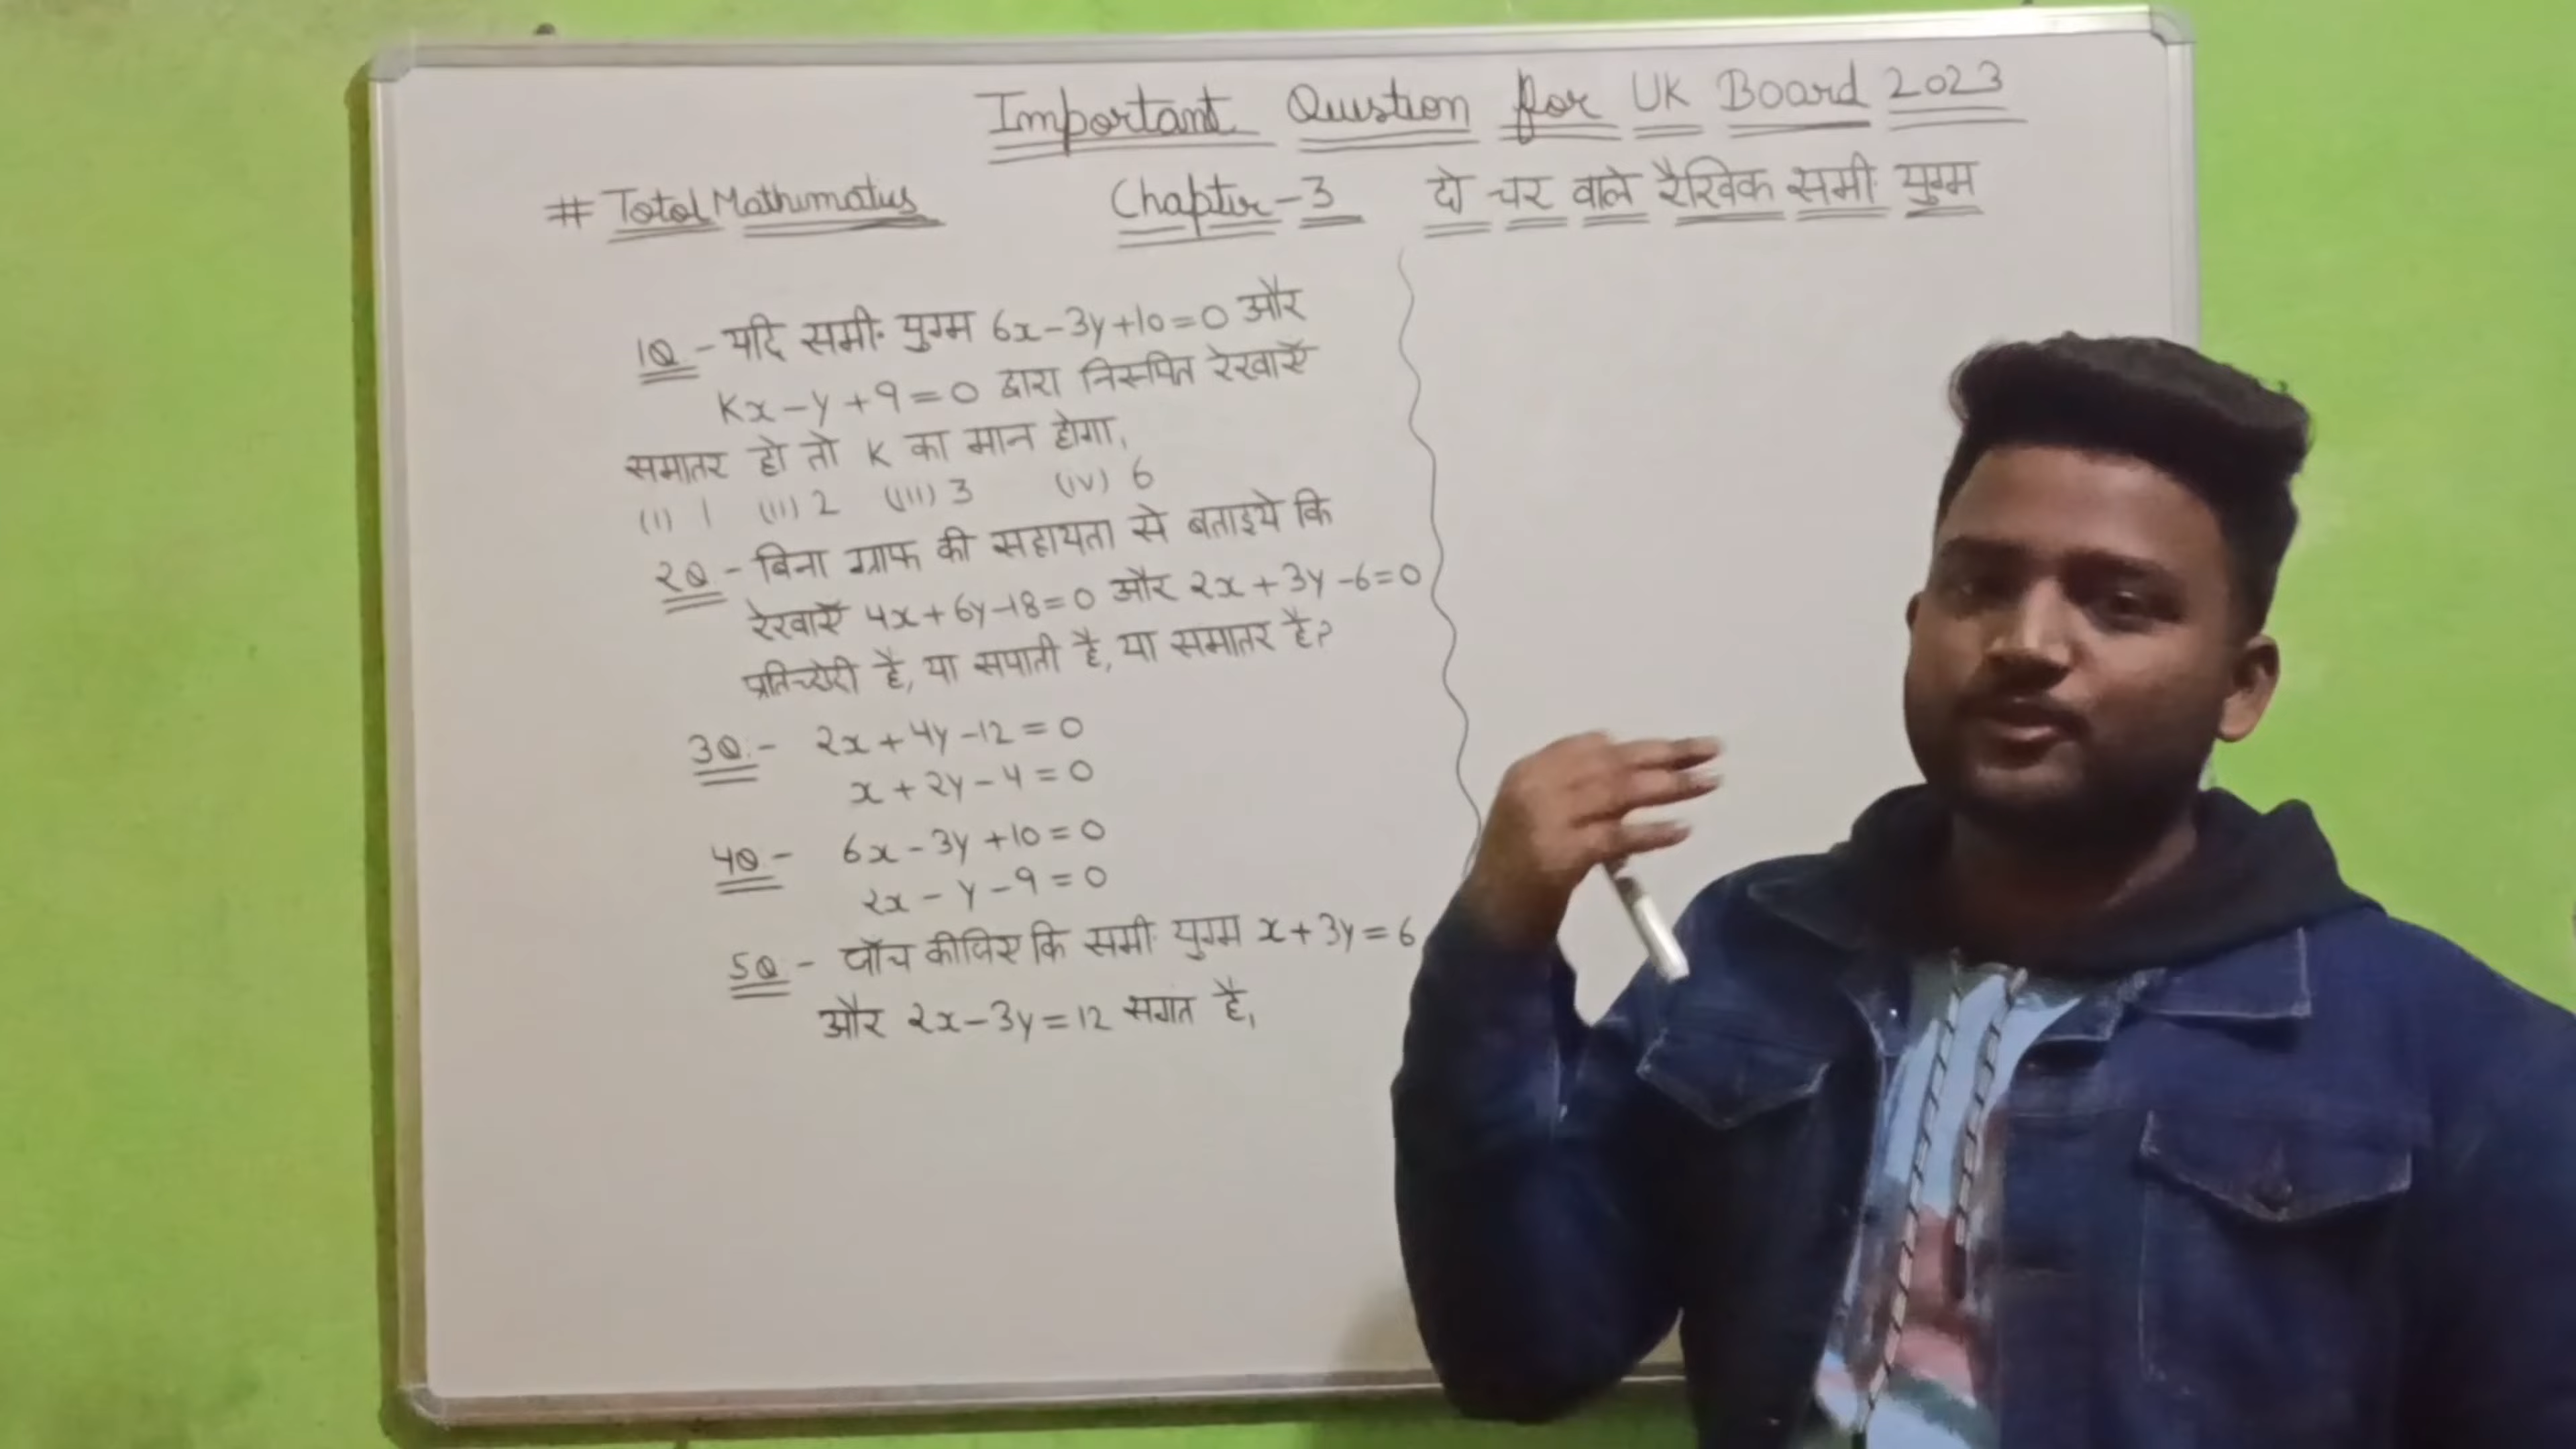 Important Question for UK Board 2023
# Total Mathematics Chapter-3 दो चर वाले रैखिक समी. युग्म
1Q - यदि समी. युग्म 6x-3y+10=0 और
Kx-y+9=0 द्वारा निरूपित रेखाएँ
समातर हो तो K का मान होगा,
(i) 1 (ii) 2 (iii) 3 (iv) 6
2Q - बिना ग्राफ की सहायता से बताइये कि
रेखाएँ 4x+6y-18=0 और 2x+3y-6=0
प्रतिच्छेदी है, या सपाती है, या समातर है?
3Q:- 2x+4y-12=0
x+2y-4=0
4Q - 6x-3y+10=0
2x-y-9=0
5Q - जाँच कीजिए कि समी. युग्म x+3y=6
और 2x-3y=12 सगत है,